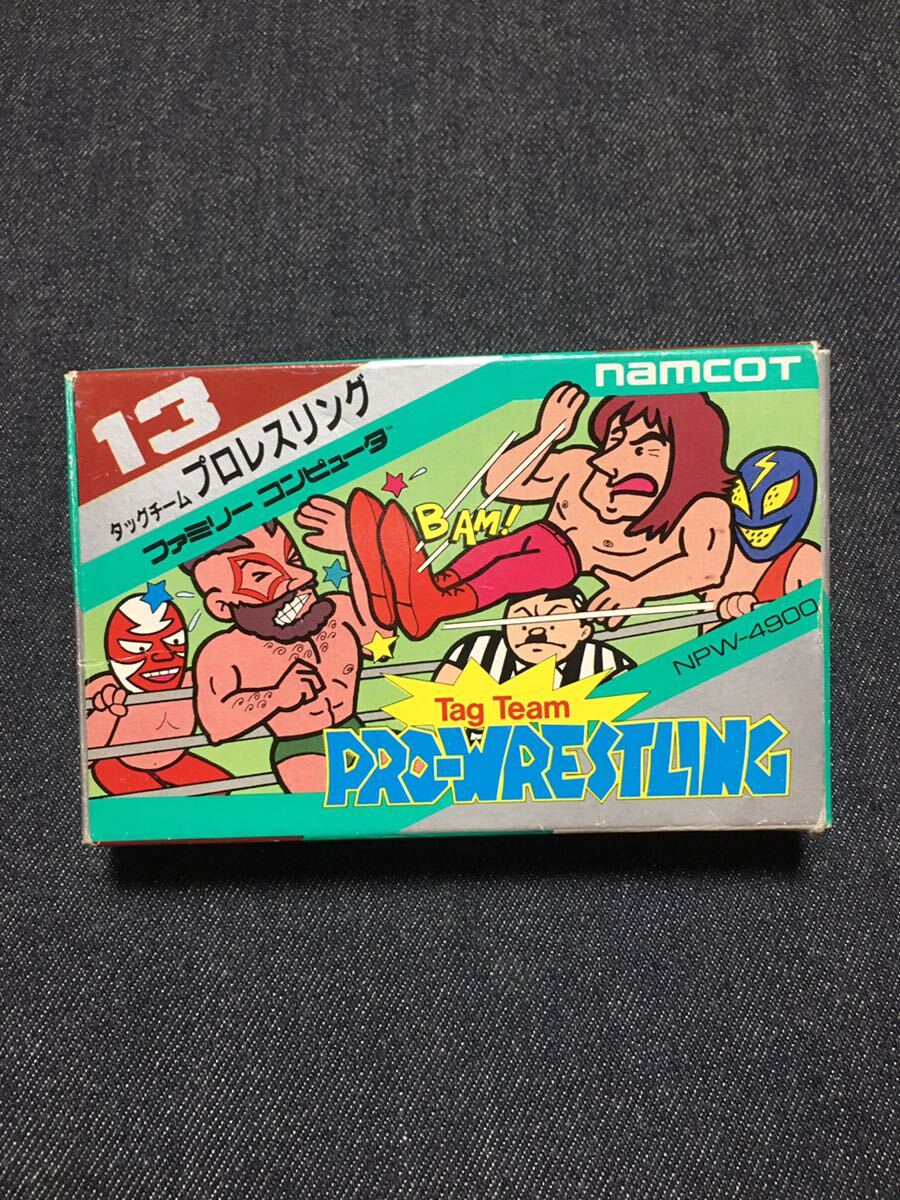 namcoT
13
タッグチーム プロレスリング
ファミリー コンピュータ™
BAM!
NPW-4900
Tag Team
PRO-WRESTLING